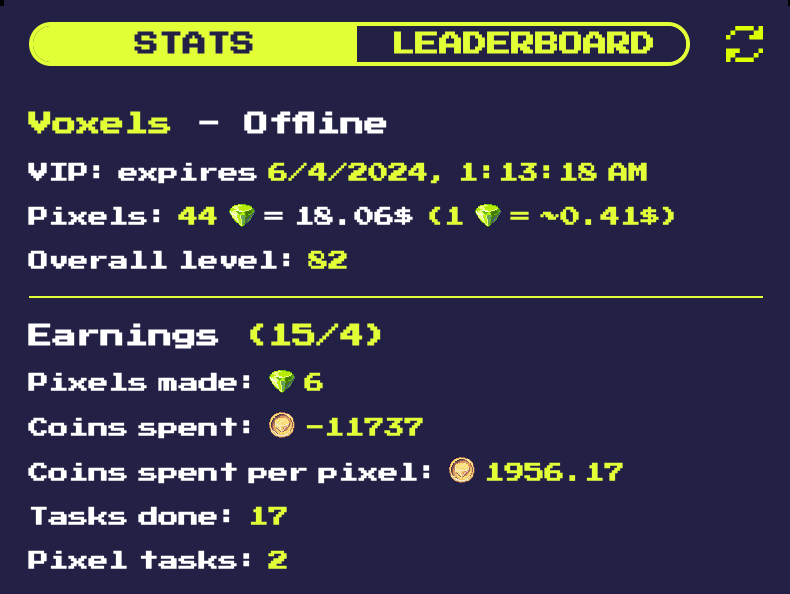 STATS
LEADERBOARD
Voxels - Offline
VIP: expires 6/4/2024, 1:13:18 AM
Pixels: 44 = 18.06$ (1 = ~0.41$)
Overall level: 82
Earnings (15/4)
Pixels made: 6
Coins spent: -11737
Coins spent per pixel: 1956.17
Tasks done: 17
Pixel tasks: 2